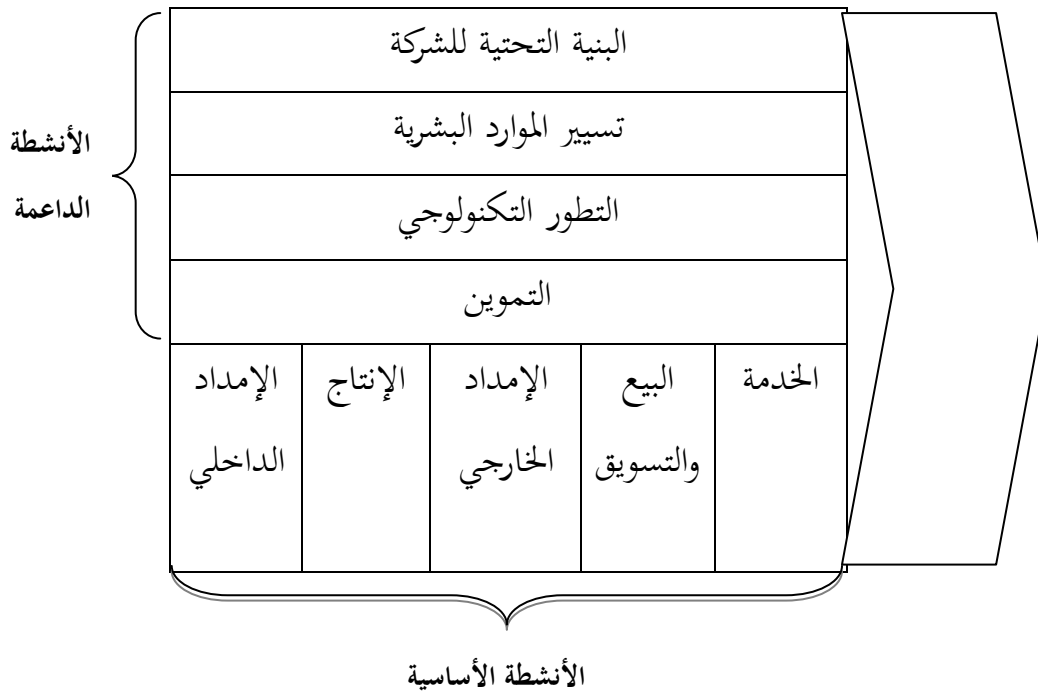 البنية التحتية للشركة
تسيير الموارد البشرية
الأنشطة
الداعمة
التطور التكنولوجي
التموين
الإمداد
الداخلي
الإنتاج
الإمداد
الخارجي
البيع
والتسويق
الخدمة
الأنشطة الأساسية